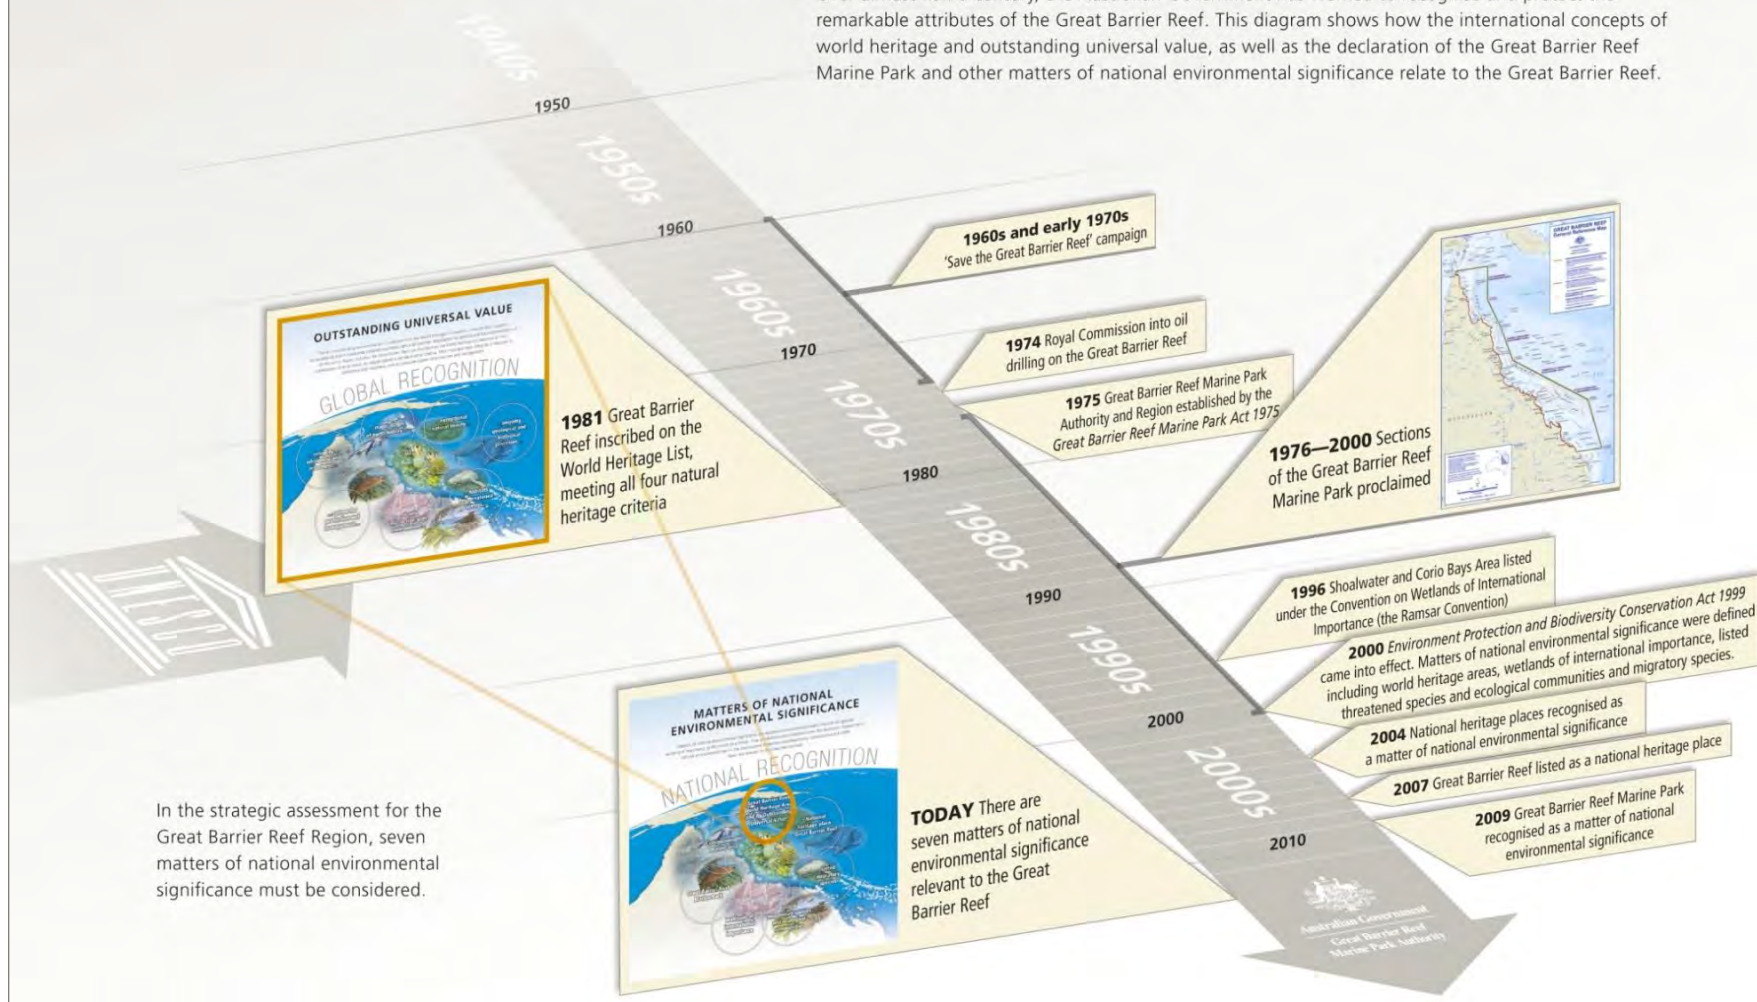 remarkable attributes of the Great Barrier Reef. This diagram shows how the international concepts of
world heritage and outstanding universal value, as well as the declaration of the Great Barrier Reef
Marine Park and other matters of national environmental significance relate to the Great Barrier Reef.
1940s
1950
1950s
1960
1960s and early 1970s
'Save the Great Barrier Reef' campaign
1960s
1970
1974 Royal Commission into oil
drilling on the Great Barrier Reef
1970s
1975 Great Barrier Reef Marine Park
Authority and Region established by the
Great Barrier Reef Marine Park Act 1975
GREAT BARRIER REEF
General Reference Map
1976—2000 Sections
of the Great Barrier Reef
Marine Park proclaimed
OUTSTANDING UNIVERSAL VALUE
GLOBAL RECOGNITION
1981 Great Barrier
Reef inscribed on the
World Heritage List,
meeting all four natural
heritage criteria
1980
1980s
UNESCO
1990
1996 Shoalwater and Corio Bays Area listed
under the Convention on Wetlands of International
Importance (the Ramsar Convention)
1990s
2000 Environment Protection and Biodiversity Conservation Act 1999
came into effect. Matters of national environmental significance were defined
including world heritage areas, wetlands of international importance, listed
threatened species and ecological communities and migratory species.
2000
2004 National heritage places recognised as
a matter of national environmental significance
2000s
2007 Great Barrier Reef listed as a national heritage place
2009 Great Barrier Reef Marine Park
recognised as a matter of national
environmental significance
2010
MATTERS OF NATIONAL
ENVIRONMENTAL SIGNIFICANCE
NATIONAL RECOGNITION
TODAY There are
seven matters of national
environmental significance
relevant to the Great
Barrier Reef
In the strategic assessment for the
Great Barrier Reef Region, seven
matters of national environmental
significance must be considered.
Australian Government
Great Barrier Reef
Marine Park Authority